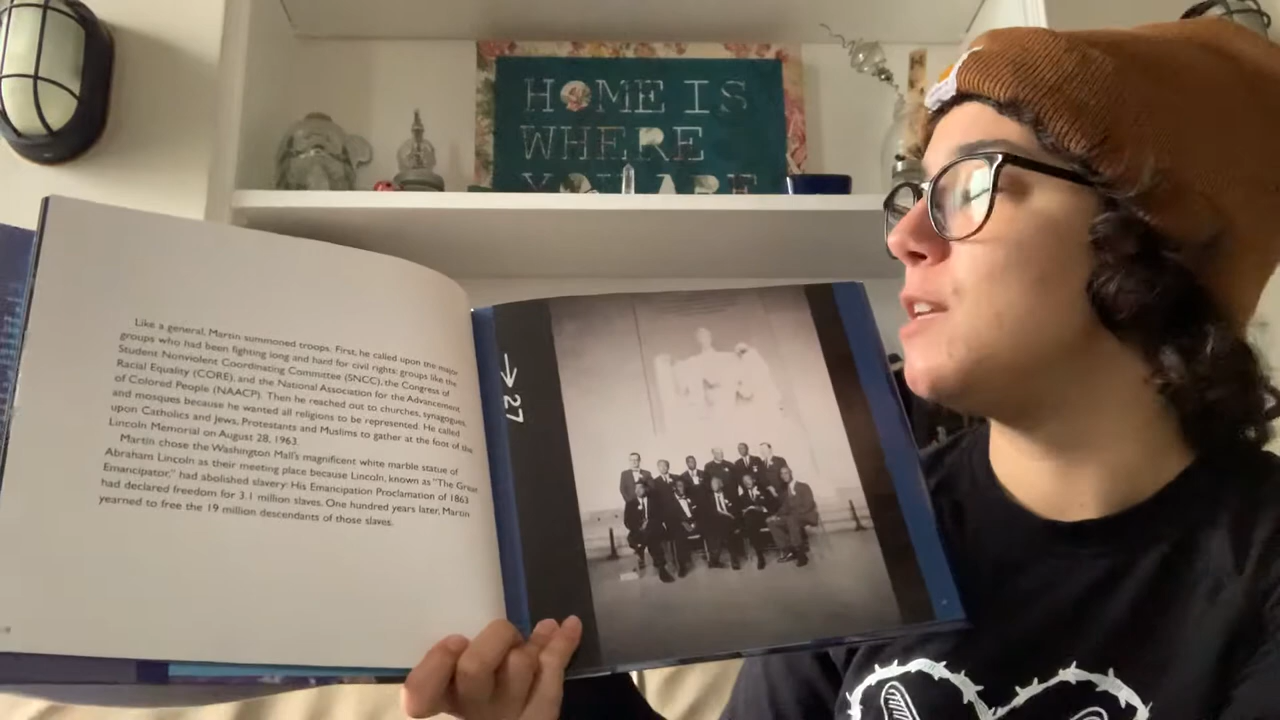 HOME IS
WHERE
YOU ARE
Like a general, Martin summoned troops. First, he called upon the major
groups who had been fighting long and hard for civil rights: groups like the
Student Nonviolent Coordinating Committee (SNCC), the Congress of
Racial Equality (CORE), and the National Association for the Advancement
of Colored People (NAACP). Then he reached out to churches, synagogues,
and mosques because he wanted all religions to be represented. He called
upon Catholics and Jews, Protestants and Muslims to gather at the foot of the
Lincoln Memorial on August 28, 1963.
Martin chose the Washington Mall's magnificent white marble statue of
Abraham Lincoln as their meeting place because Lincoln, known as "The Great
Emancipator," had abolished slavery: His Emancipation Proclamation of 1863
had declared freedom for 3.1 million slaves. One hundred years later, Martin
yearned to free the 19 million descendants of those slaves.
→ 27